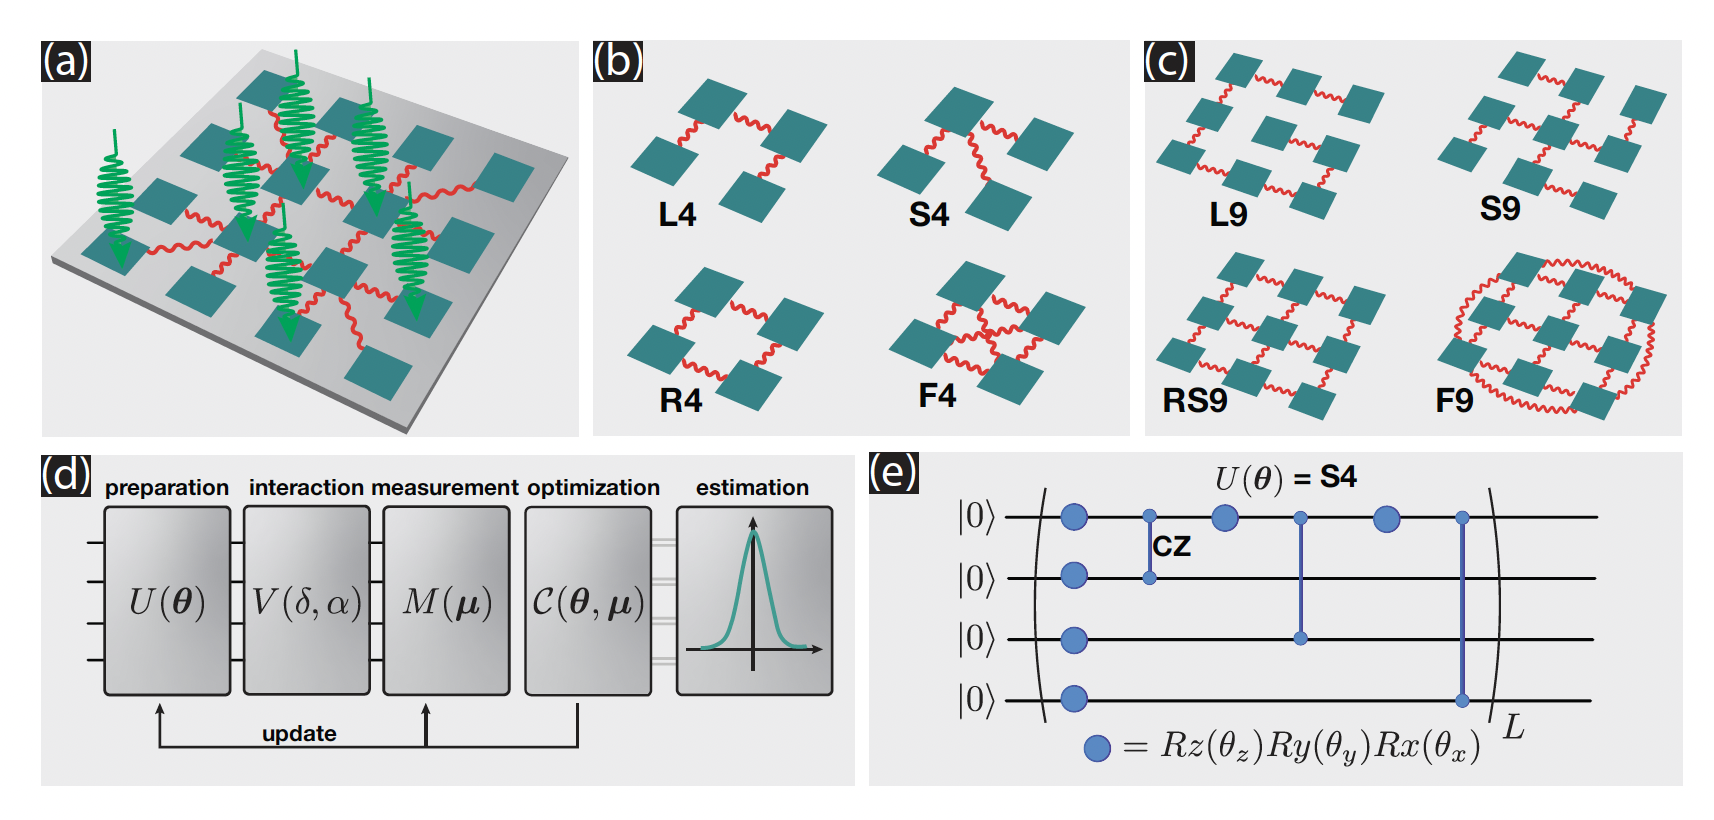 (a)
(b)
L4
S4
R4
F4
(c)
L9
S9
RS9
F9
(d)
preparation interaction measurement optimization estimation
U(θ) V(δ, α) M(μ) C(θ, μ)
update
(e)
U(θ) = S4
|0⟩
CZ
|0⟩
|0⟩
|0⟩
L
= Rz(θz)Ry(θy)Rx(θx)